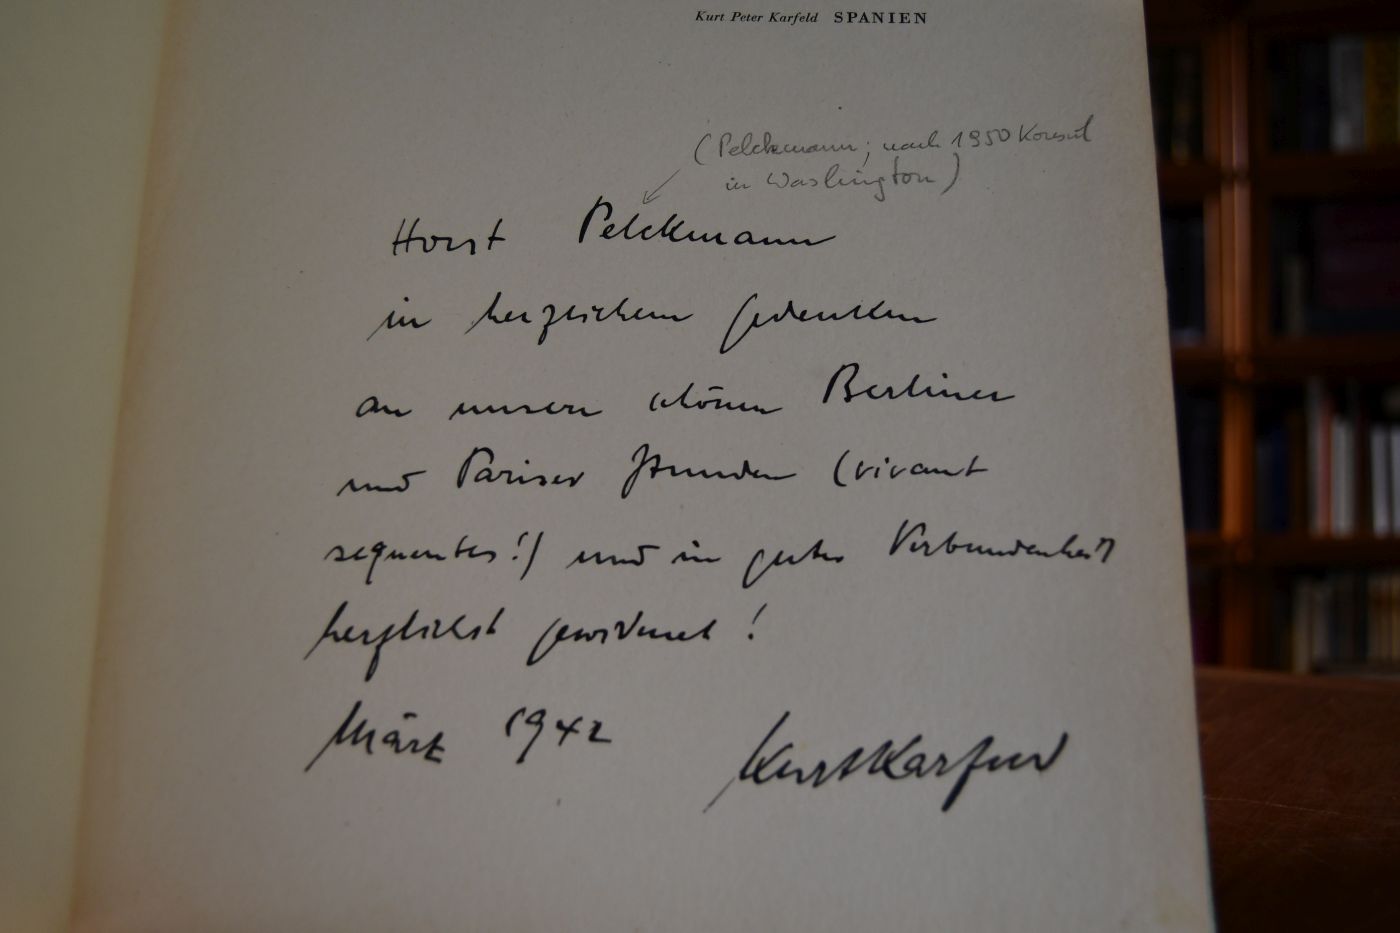 Kurt Peter Karfeld SPANIEN
(Pelckmann; nach 1950 Konsul
in Washington)
Horst Pelckmann
in herzlichem Gedenken
an unsere schönen Berliner
und Pariser Stunden (vivant
sequentes!) und in guter Verbundenheit
herzlichst gewidmet!
März 1942
Kurt Karfeld